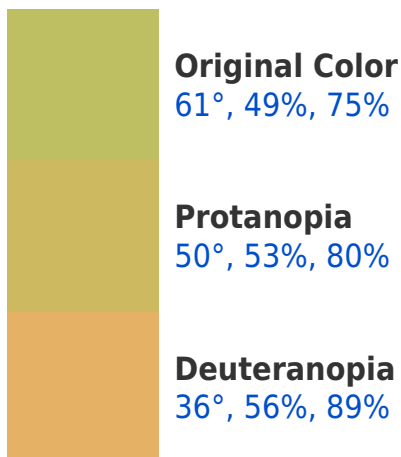 Original Color
61°, 49%, 75%
Protanopia
50°, 53%, 80%
Deuteranopia
36°, 56%, 89%